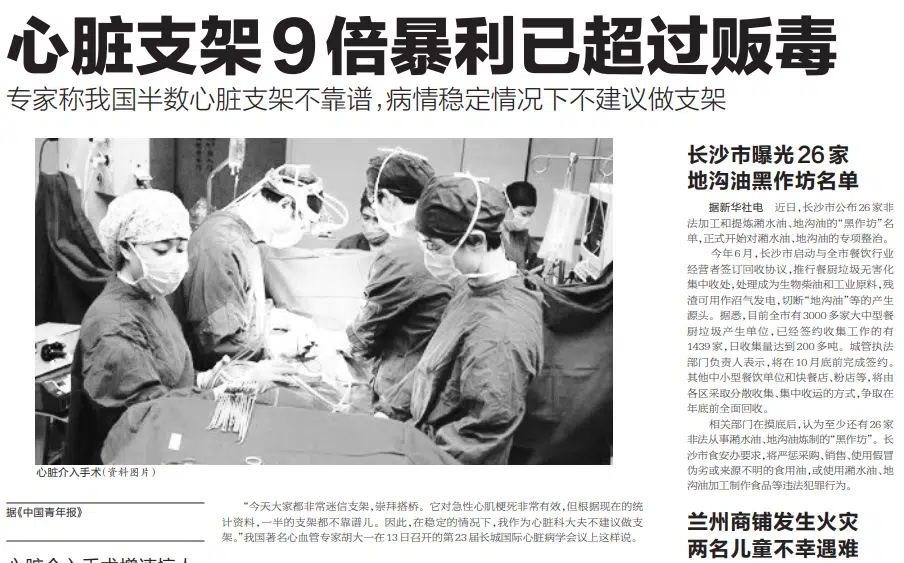 心脏支架9倍暴利已超过贩毒
专家称我国半数心脏支架不靠谱,病情稳定情况下不建议做支架
心脏介入手术(资料图片)
据《中国青年报》
“今天大家都非常迷信支架,崇拜搭桥。它对急性心肌梗死非常有效,但根据现在的统
计资料,一半的支架都不靠谱儿。因此,在稳定的情况下,我作为心脏科大夫不建议做支
架。”我国著名心血管专家胡大一在13日召开的第23届长城国际心脏病学会议上这样说。
长沙市曝光26家
地沟油黑作坊名单
据新华社电 近日,长沙市公布26家非
法加工和提炼潲水油、地沟油的“黑作坊”名
单,正式开始对潲水油、地沟油的专项整治。
今年6月,长沙市启动与全市餐饮行业
经营者签订回收协议,推行餐厨垃圾无害化
集中收处,处理成为生物柴油和工业原料,残
渣可用作沼气发电,切断“地沟油”等的产生
源头。据悉,目前全市有3000多家大中型餐
厨垃圾产生单位,已经签约收集工作的有
1439家,日收集量达到200多吨。城管执法
部门负责人表示,将在10月底前完成签约。
其他中小型餐饮单位和快餐店、粉店等,将由
各区采取分散收集、集中收运的方式,争取在
年底前全面回收。
相关部门在摸底后,认为至少还有26家
非法从事潲水油、地沟油炼制的“黑作坊”。长
沙市食安办要求,将严惩采购、销售、使用假冒
伪劣或来源不明的食用油,或使用潲水油、地
沟油加工制作食品等违法犯罪行为。
兰州商铺发生火灾
两名儿童不幸遇难